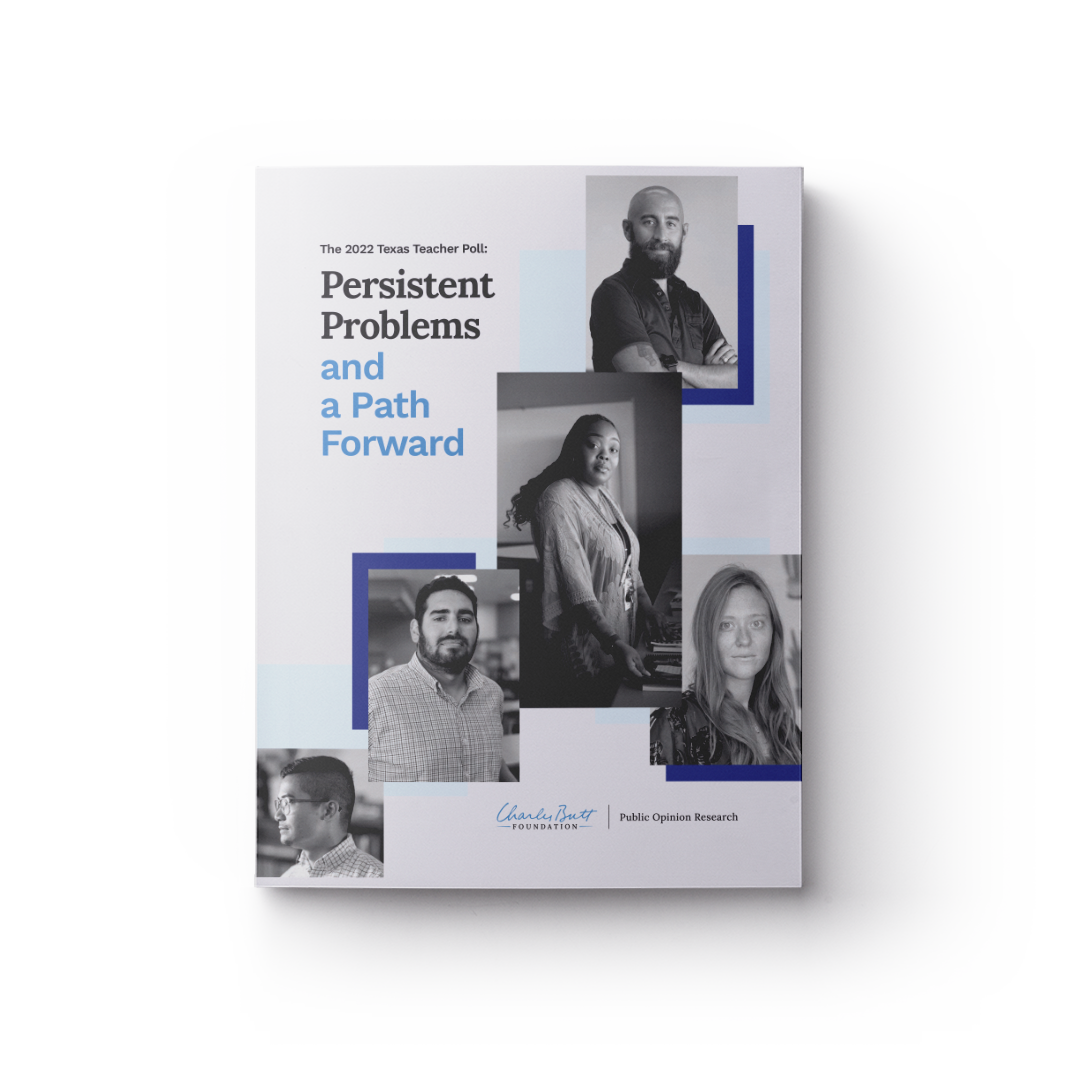 The 2022 Texas Teacher Poll:
Persistent
Problems
and
a Path
Forward
Charles Butt
FOUNDATION
Public Opinion Research